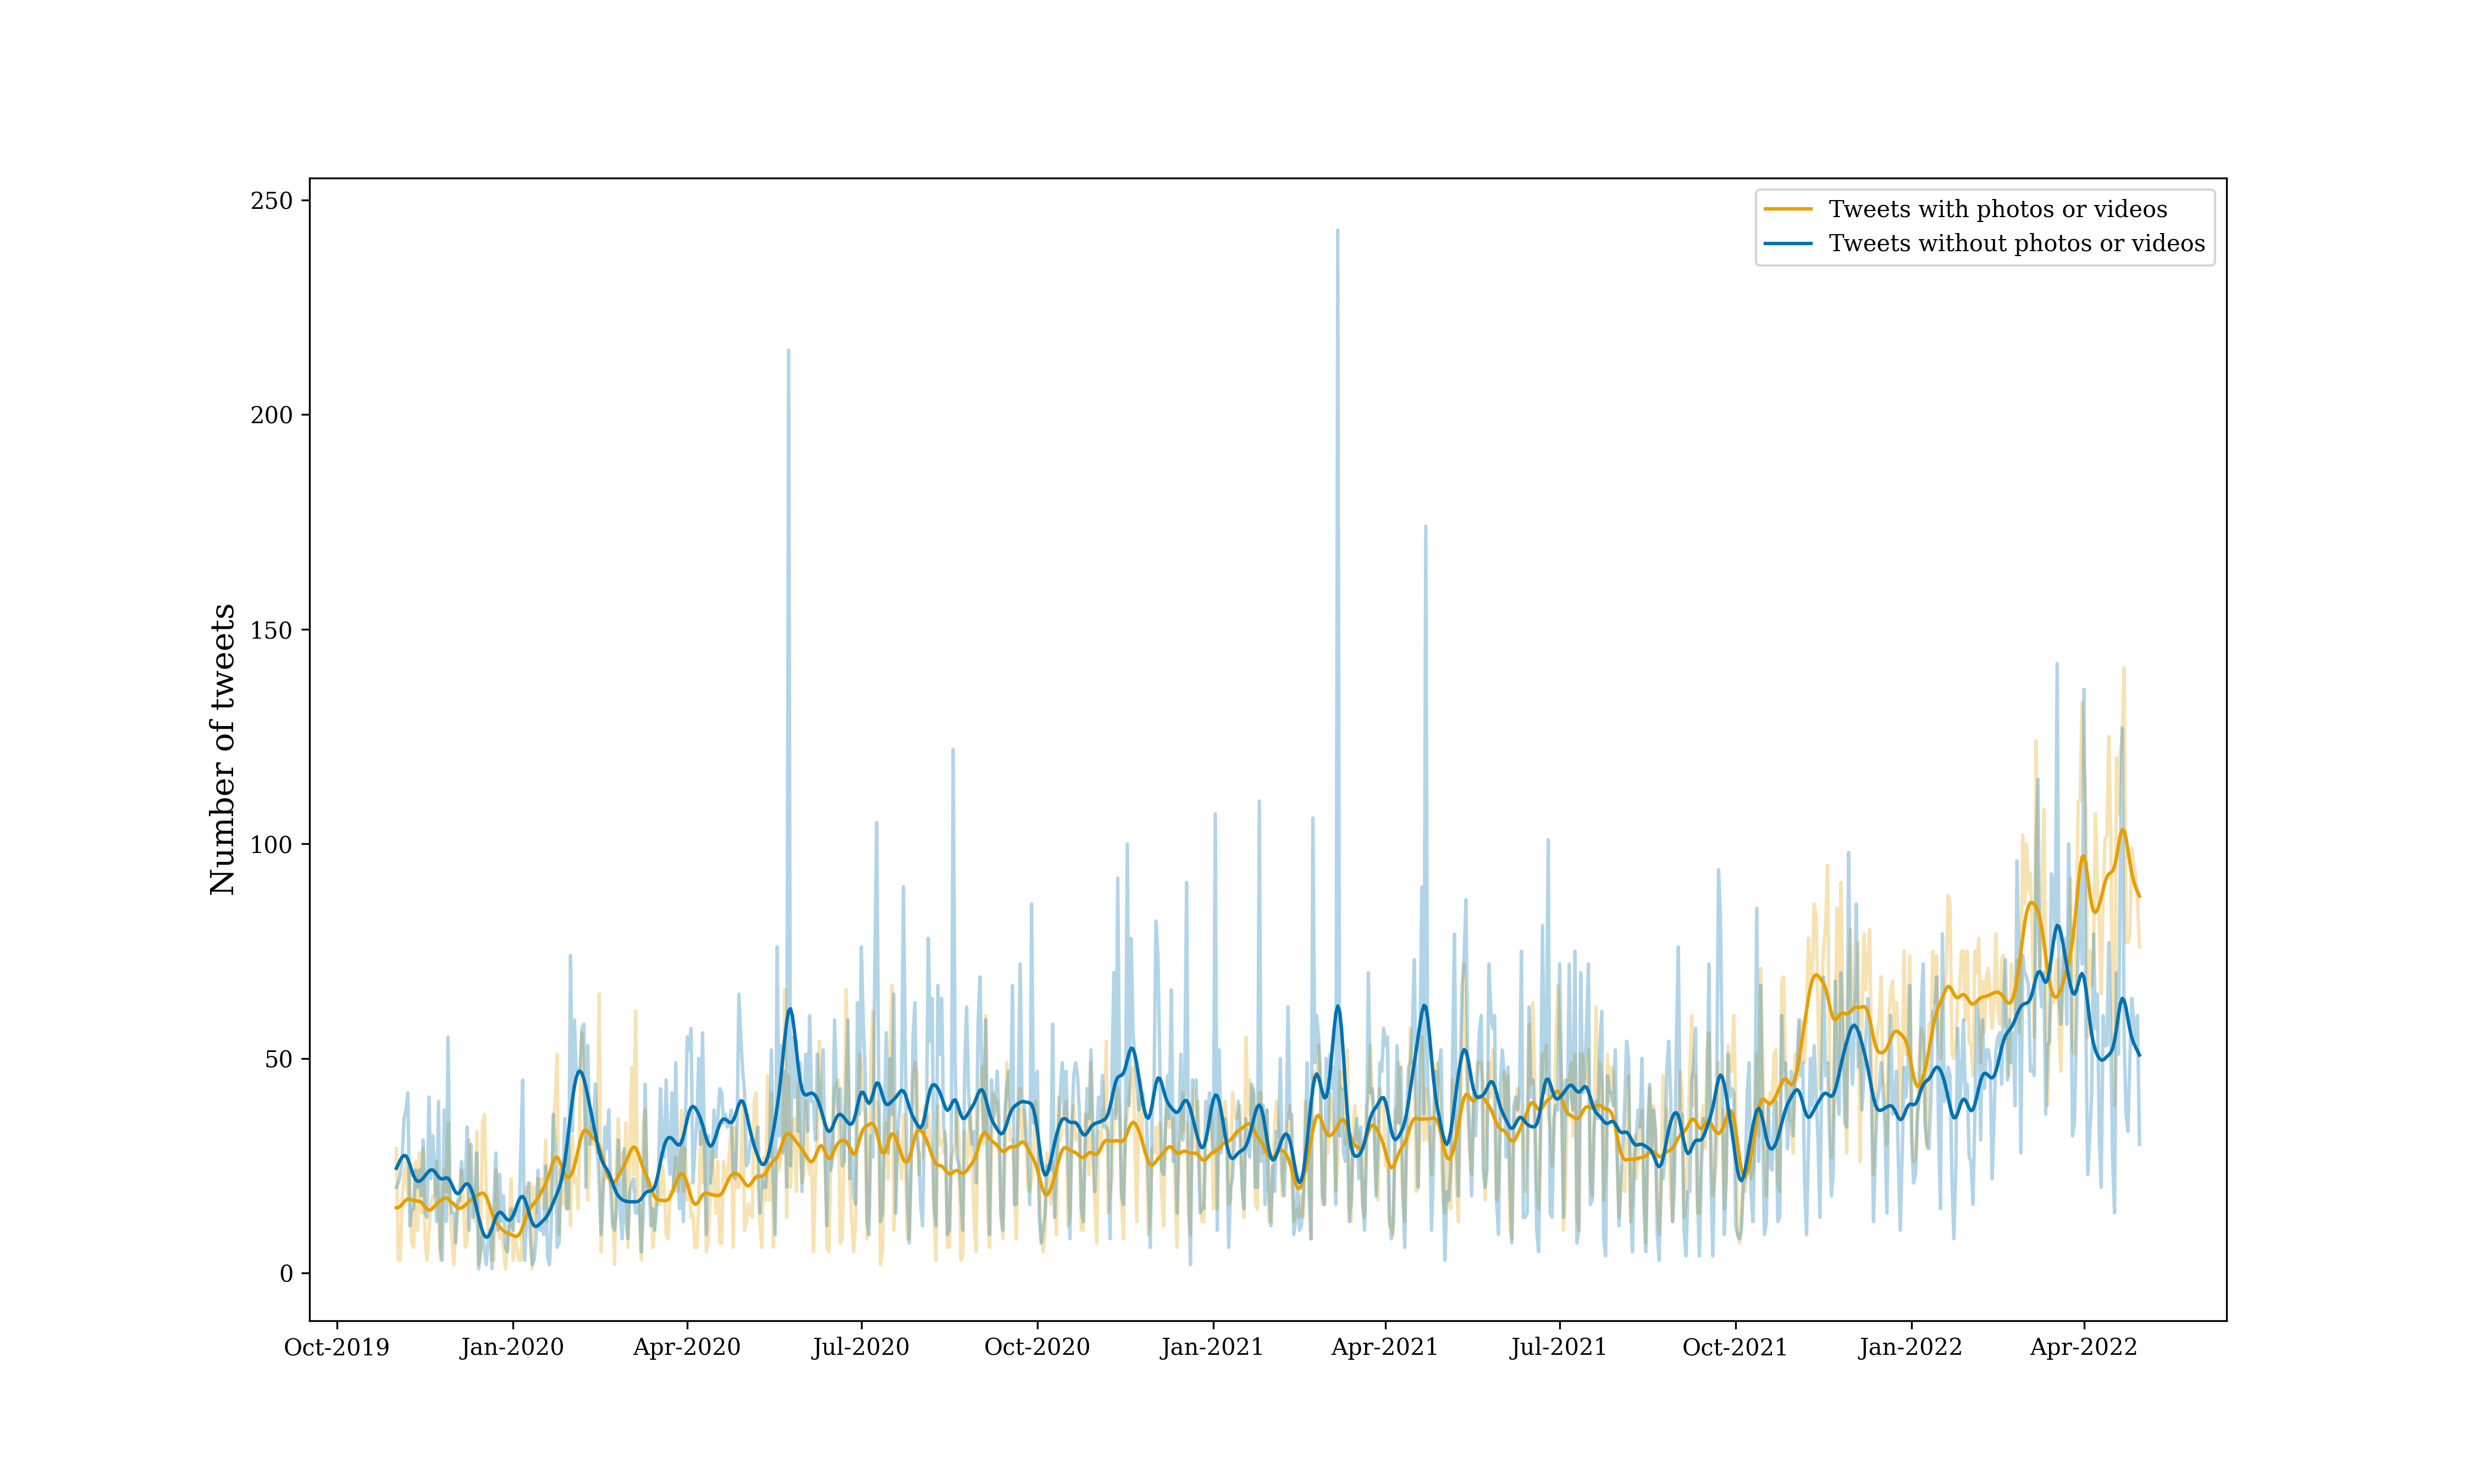 Tweets with photos or videos
Tweets without photos or videos
Number of tweets
250
200
150
100
50
0
Oct-2019
Jan-2020
Apr-2020
Jul-2020
Oct-2020
Jan-2021
Apr-2021
Jul-2021
Oct-2021
Jan-2022
Apr-2022